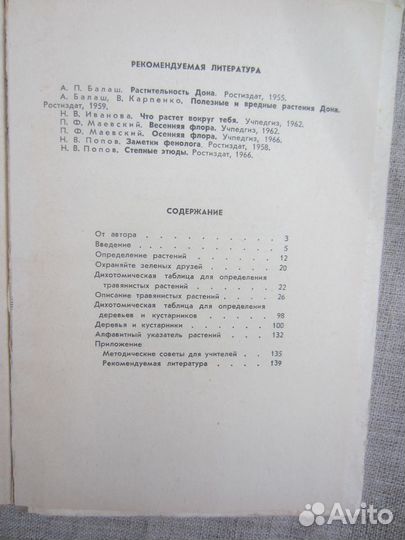 РЕКОМЕНДУЕМАЯ ЛИТЕРАТУРА
А. П. Балаш. Растительность Дона. Ростиздат, 1955.
А. Балаш, В. Карпенко, Полезные и вредные растения Дона.
Ростиздат, 1959.
Н. В. Иванова. Что растет вокруг тебя. Учпедгиз, 1962.
П. Ф. Маевский. Весенняя флора. Учпедгиз, 1962.
П. Ф. Маевский. Осенняя флора. Учпедгиз, 1966.
Н. В. Попов. Заметки фенолога. Ростиздат, 1958.
Н. В. Попов. Степные этюды. Ростиздат, 1966.
СОДЕРЖАНИЕ
От автора . . . . . . . . . . . 3
Введение . . . . . . . . . . . 5
Определение растений . . . . . . . 12
Охраняйте зеленых друзей . . . . . . 20
Дихотомическая таблица для определения
травянистых растений . . . . . . . 22
Описание травянистых растений . . . . 26
Дихотомическая таблица для определения
деревьев и кустарников . . . . . . 98
Деревья и кустарники . . . . . . . 100
Алфавитный указатель растений . . . . 132
Приложение
Методические советы для учителей . . . 135
Рекомендуемая литература . . . . . 139
Avito